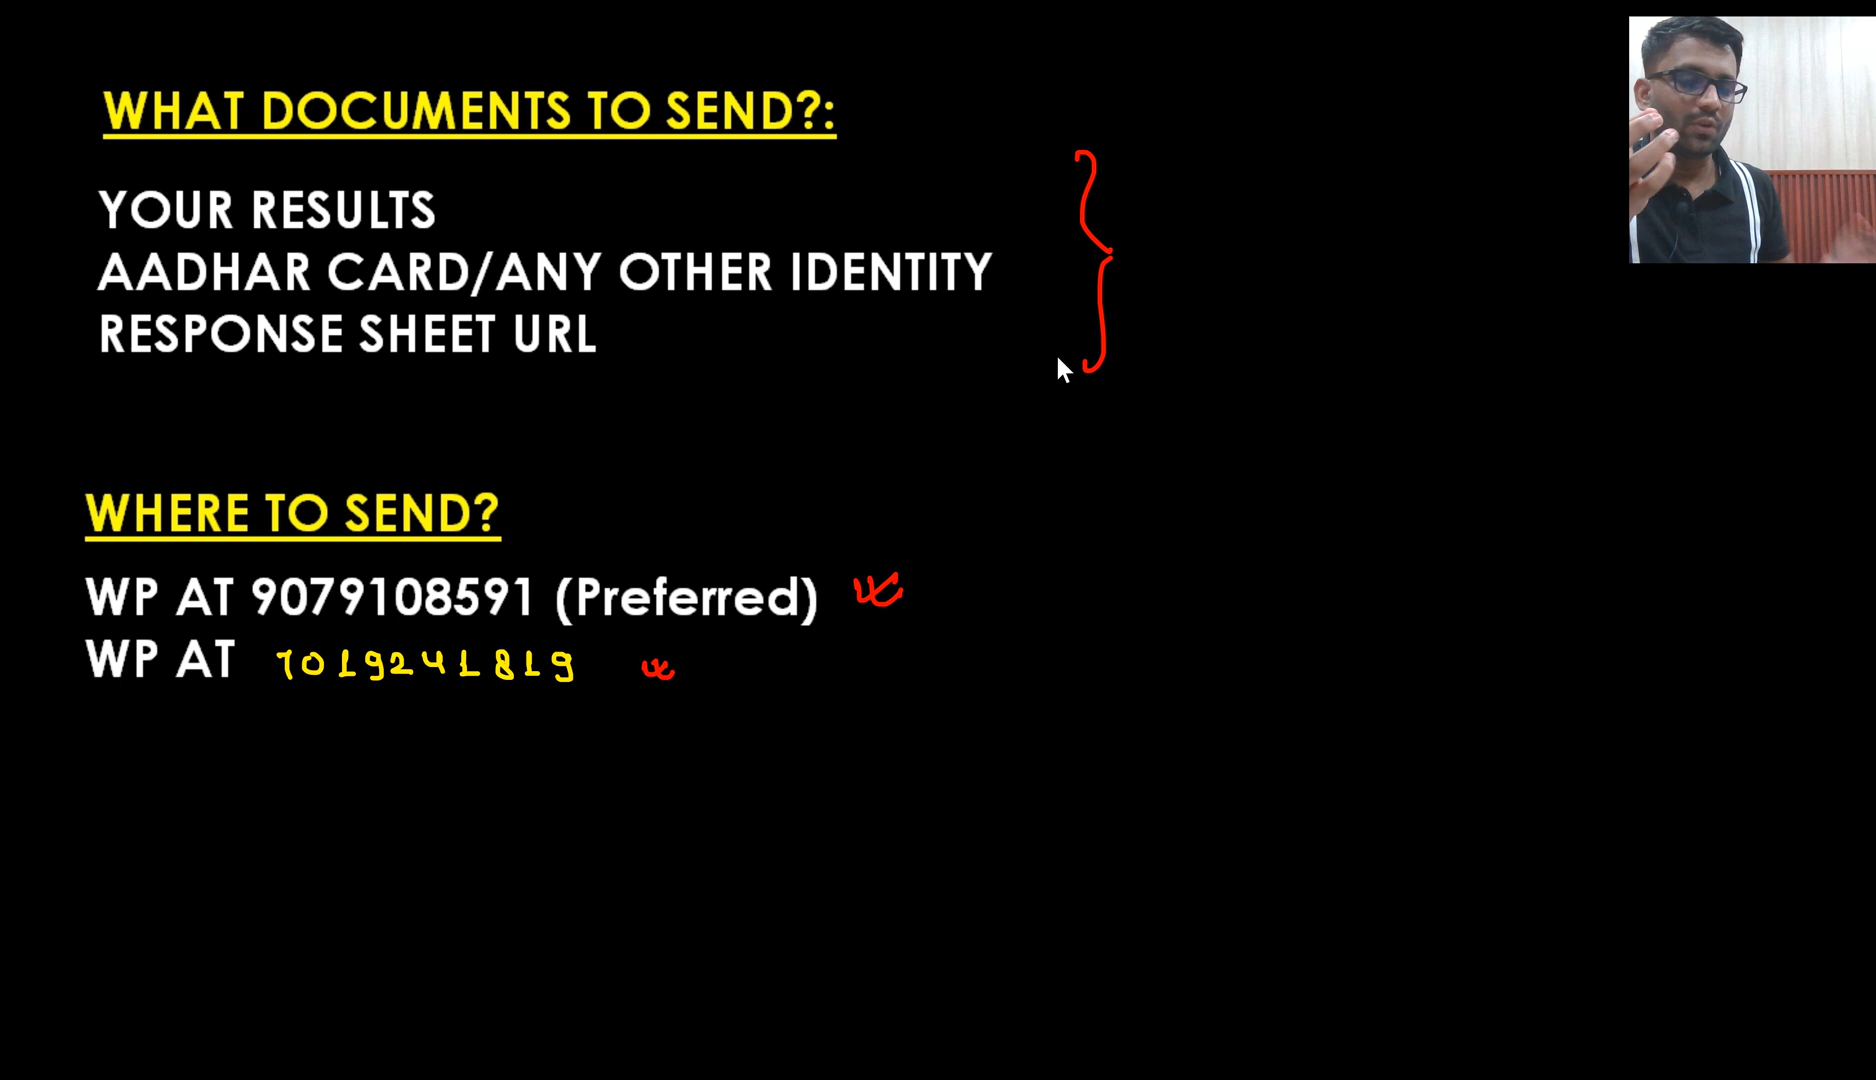 WHAT DOCUMENTS TO SEND?:
YOUR RESULTS
AADHAR CARD/ANY OTHER IDENTITY
RESPONSE SHEET URL
WHERE TO SEND?
WP AT 9079108591 (Preferred)
WP AT 7019241819